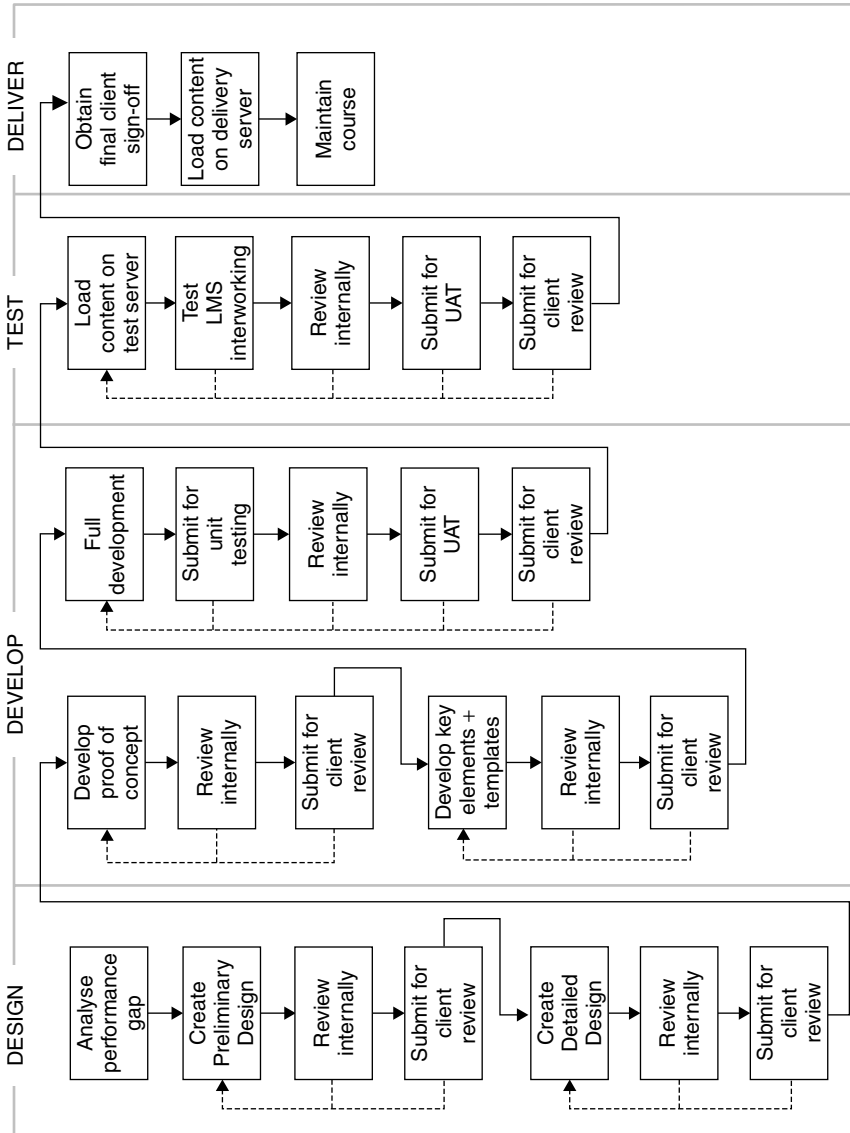 DESIGN
Analyse
performance
gap
Create
Preliminary
Design
Review
internally
Submit for
client
review
Create
Detailed
Design
Review
internally
Submit for
client
review
DEVELOP
Develop
proof of
concept
Review
internally
Submit for
client
review
Develop key
elements +
templates
Review
internally
Submit for
client
review
Full
development
Submit for
unit
testing
Review
internally
Submit for
UAT
Submit for
client
review
TEST
Load
content on
test server
Test
LMS
interworking
Review
internally
Submit for
UAT
Submit for
client
review
DELIVER
Obtain
final client
sign-off
Load content
on delivery
server
Maintain
course